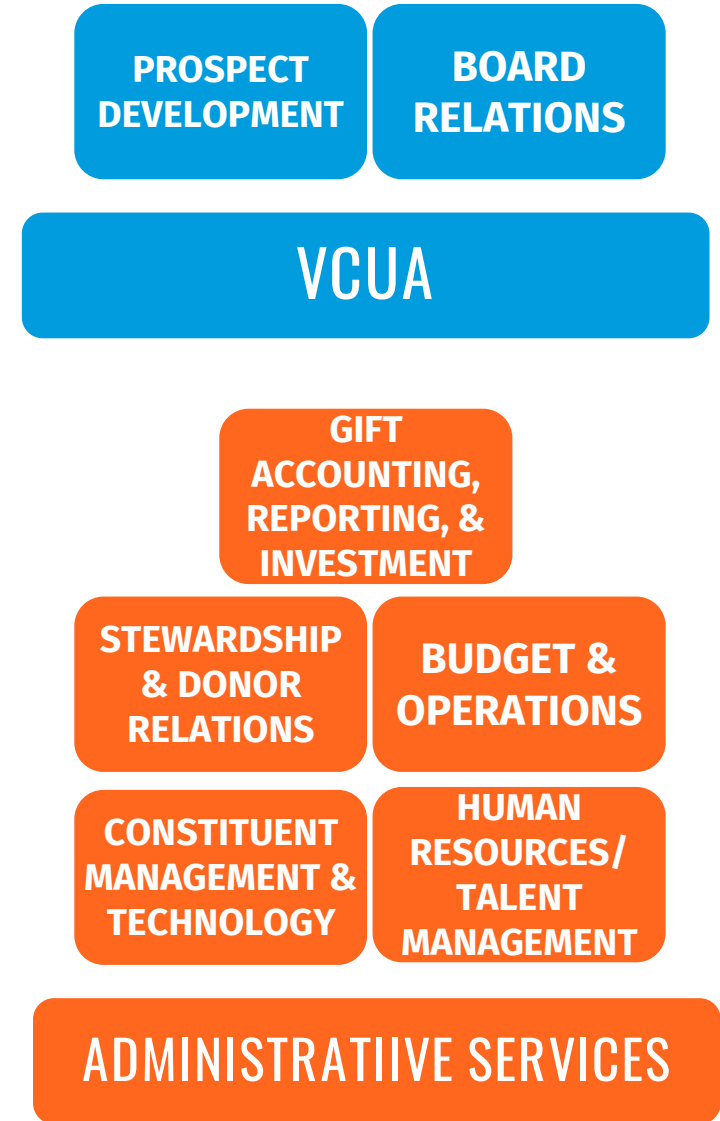 PROSPECT
DEVELOPMENT
BOARD
RELATIONS
VCUA
GIFT
ACCOUNTING,
REPORTING, &
INVESTMENT
STEWARDSHIP
& DONOR
RELATIONS
BUDGET &
OPERATIONS
CONSTITUENT
MANAGEMENT &
TECHNOLOGY
HUMAN
RESOURCES/
TALENT
MANAGEMENT
ADMINISTRATIIVE SERVICES